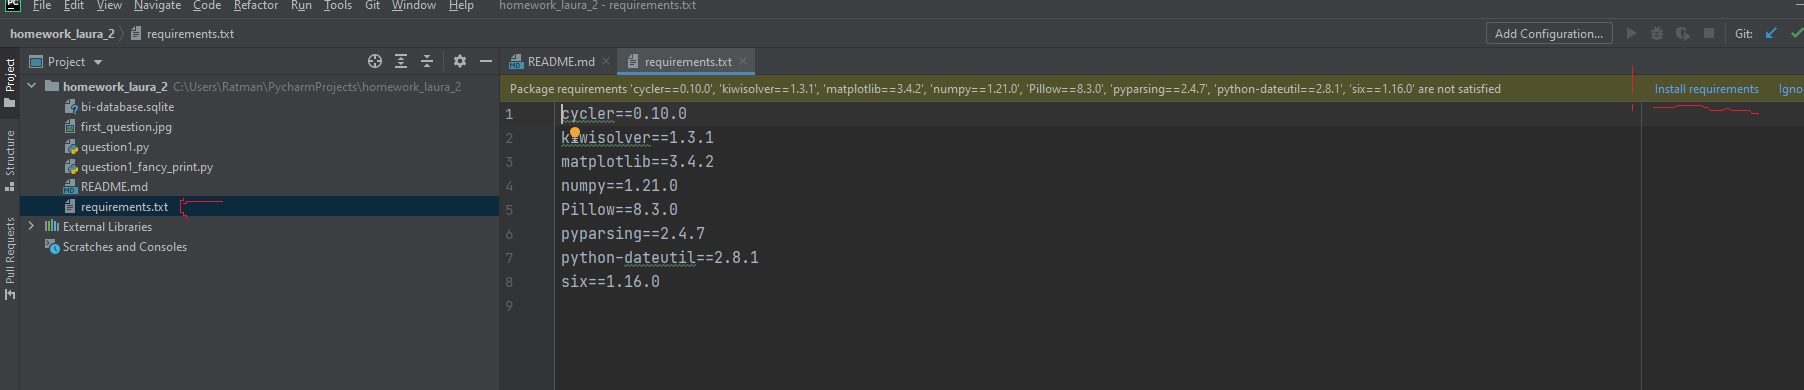 PC File Edit View Navigate Code Refactor Run Tools Git Window Help homework_laura_2 - requirements.txt
homework_laura_2 requirements.txt Add Configuration... Git:
Project
homework_laura_2 C:\Users\Ratman\PycharmProjects\homework_laura_2
bi-database.sqlite
first_question.jpg
question1.py
question1_fancy_print.py
README.md
requirements.txt
External Libraries
Scratches and Consoles
Project
Structure
Pull Requests
README.md requirements.txt
Package requirements 'cycler==0.10.0', 'kiwisolver==1.3.1', 'matplotlib==3.4.2', 'numpy==1.21.0', 'Pillow==8.3.0', 'pyparsing==2.4.7', 'python-dateutil==2.8.1', 'six==1.16.0' are not satisfied Install requirements Igno
1 cycler==0.10.0
2 kiwisolver==1.3.1
3 matplotlib==3.4.2
4 numpy==1.21.0
5 Pillow==8.3.0
6 pyparsing==2.4.7
7 python-dateutil==2.8.1
8 six==1.16.0
9